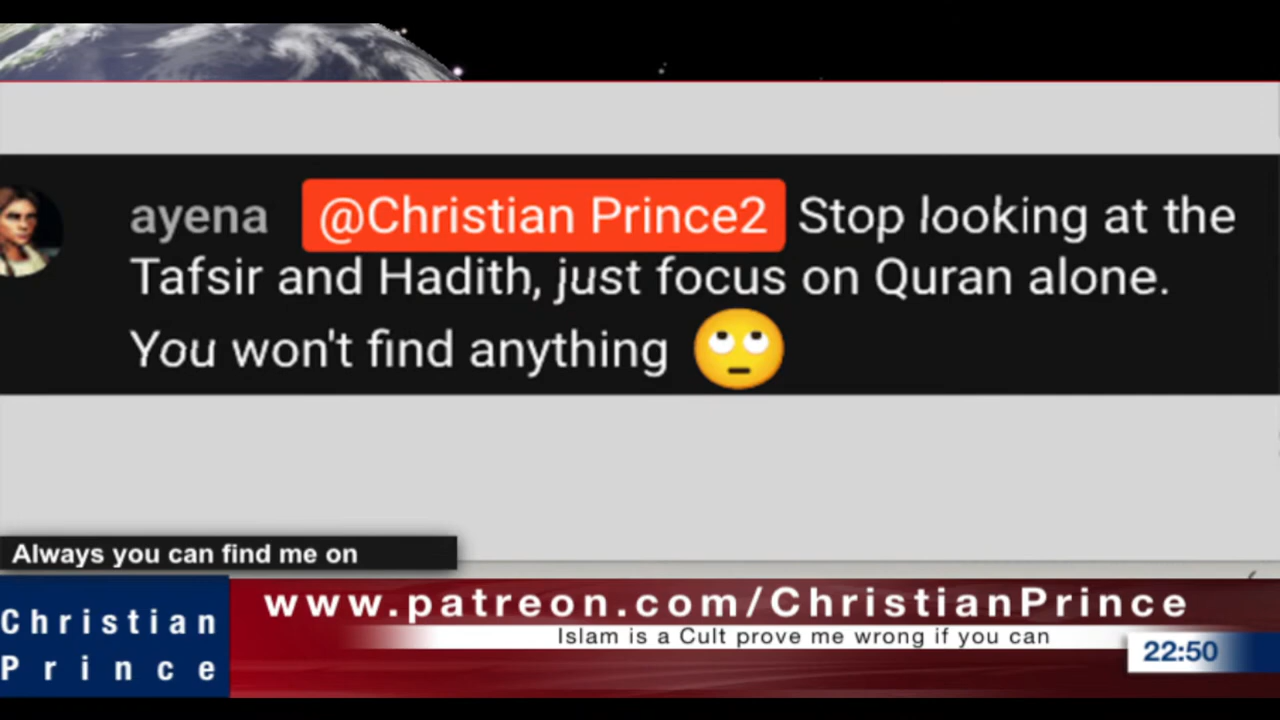 ayena @Christian Prince2 Stop looking at the
Tafsir and Hadith, just focus on Quran alone.
You won't find anything 🙄
Always you can find me on
Christian
Prince
www.patreon.com/ChristianPrince
Islam is a Cult prove me wrong if you can
22:50